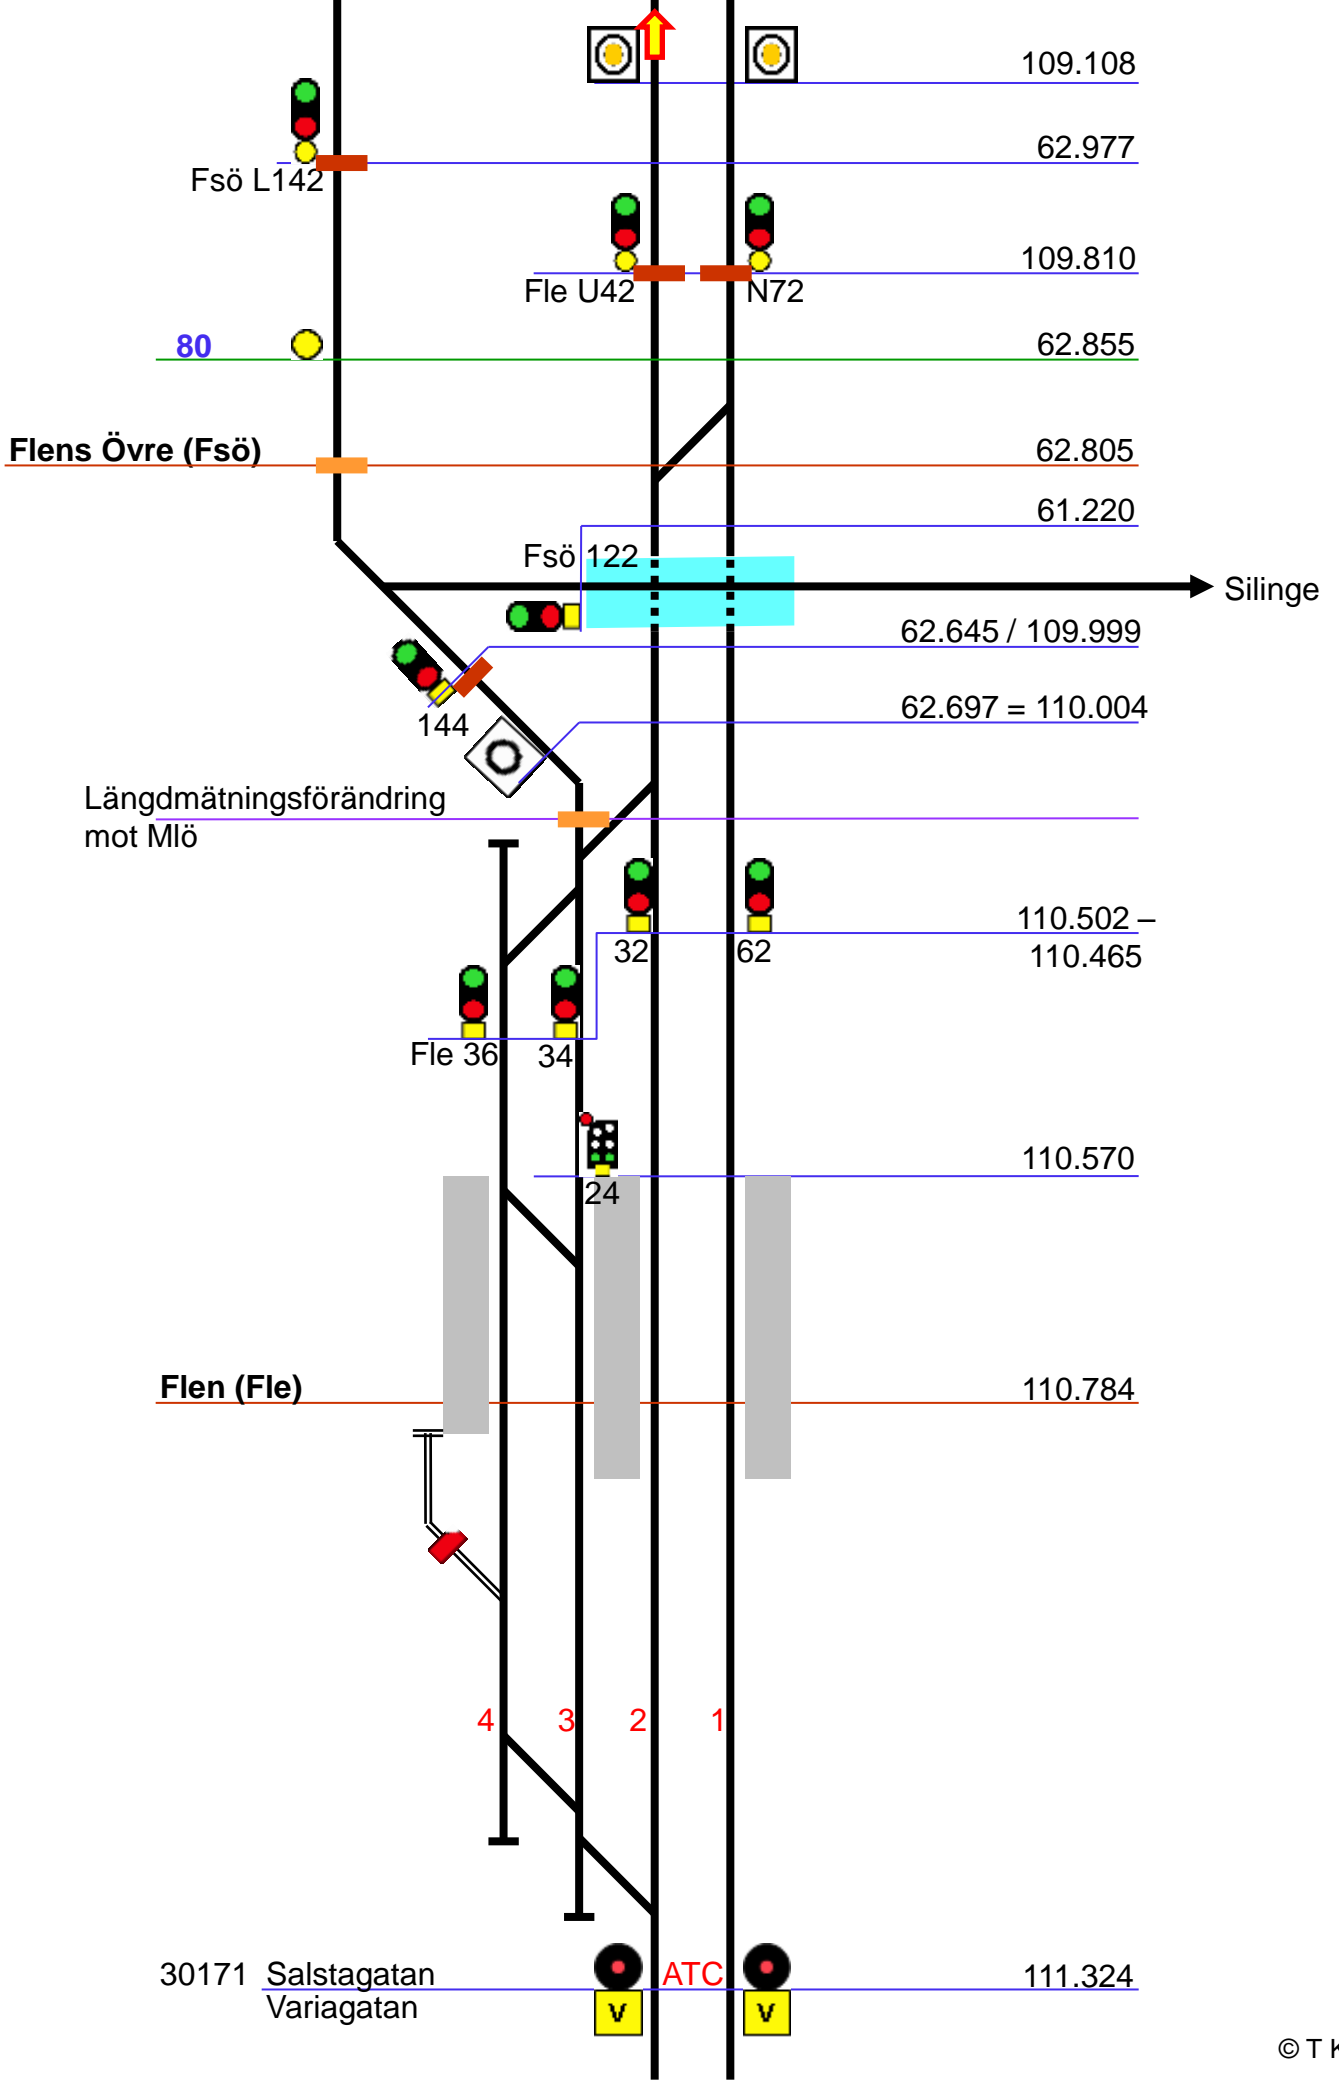 109.108
62.977
Fsö L142
109.810
Fle U42 N72
80 62.855
Flens Övre (Fsö) 62.805
61.220
Fsö 122
Silinge
62.645 / 109.999
62.697 = 110.004
144
Längdmätningsförändring
mot Mlö
110.502 –
32 62
110.465
Fle 36 34
110.570
24
Flen (Fle) 110.784
4 3 2 1
30171 Salstagatan ATC 111.324
Variagatan
V V
© T K